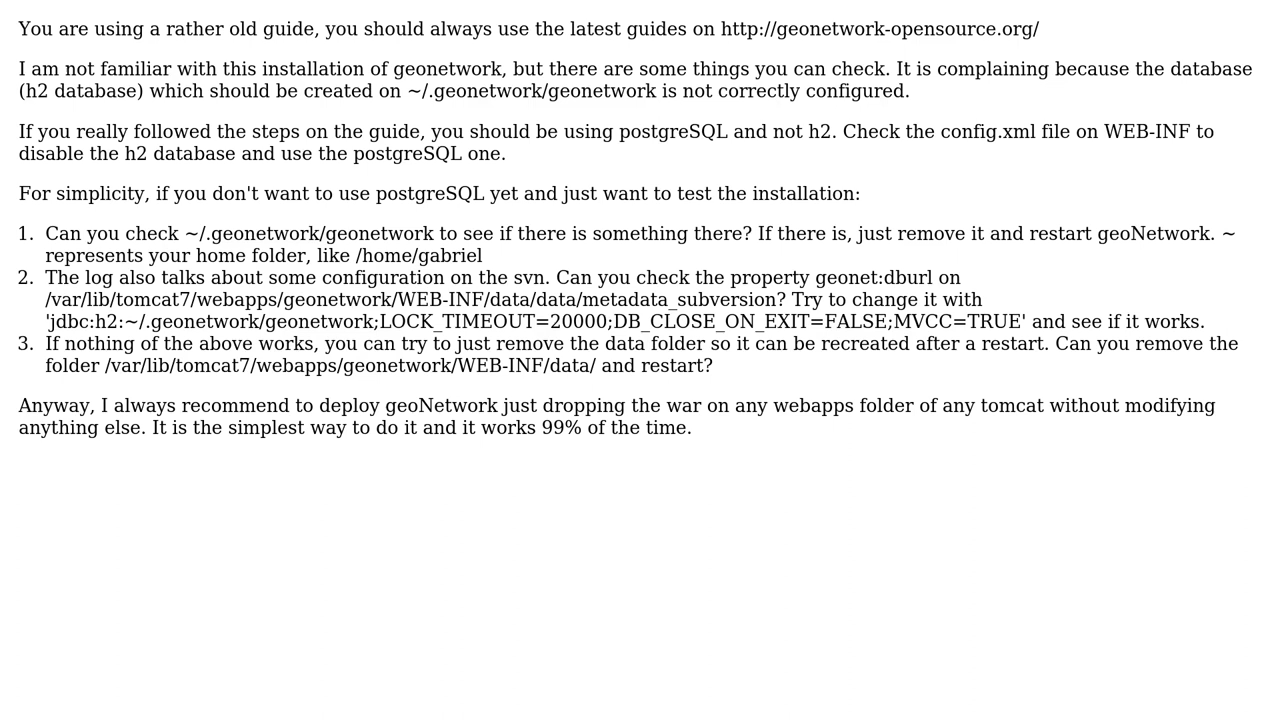 You are using a rather old guide, you should always use the latest guides on http://geonetwork-opensource.org/
I am not familiar with this installation of geonetwork, but there are some things you can check. It is complaining because the database
(h2 database) which should be created on ~/.geonetwork/geonetwork is not correctly configured.
If you really followed the steps on the guide, you should be using postgreSQL and not h2. Check the config.xml file on WEB-INF to
disable the h2 database and use the postgreSQL one.
For simplicity, if you don't want to use postgreSQL yet and just want to test the installation:
1. Can you check ~/.geonetwork/geonetwork to see if there is something there? If there is, just remove it and restart geoNetwork. ~
represents your home folder, like /home/gabriel
2. The log also talks about some configuration on the svn. Can you check the property geonet:dburl on
/var/lib/tomcat7/webapps/geonetwork/WEB-INF/data/data/metadata_subversion? Try to change it with
'jdbc:h2:~/.geonetwork/geonetwork;LOCK_TIMEOUT=20000;DB_CLOSE_ON_EXIT=FALSE;MVCC=TRUE' and see if it works.
3. If nothing of the above works, you can try to just remove the data folder so it can be recreated after a restart. Can you remove the
folder /var/lib/tomcat7/webapps/geonetwork/WEB-INF/data/ and restart?
Anyway, I always recommend to deploy geoNetwork just dropping the war on any webapps folder of any tomcat without modifying
anything else. It is the simplest way to do it and it works 99% of the time.